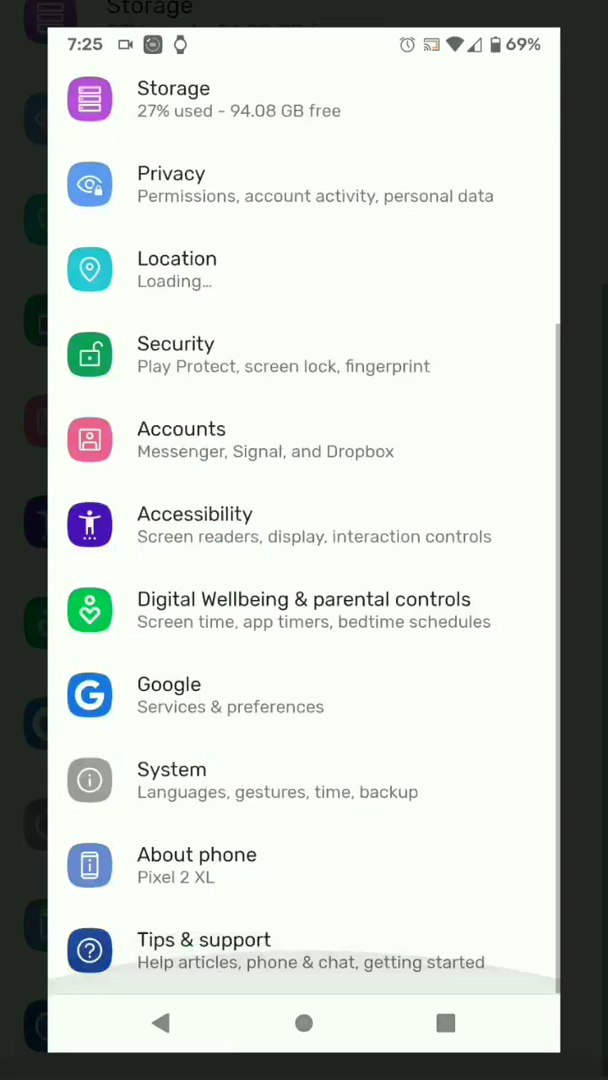 Storage
7:25 69%
Storage
27% used - 94.08 GB free
Privacy
Permissions, account activity, personal data
Location
Loading...
Security
Play Protect, screen lock, fingerprint
Accounts
Messenger, Signal, and Dropbox
Accessibility
Screen readers, display, interaction controls
Digital Wellbeing & parental controls
Screen time, app timers, bedtime schedules
G
Google
Services & preferences
System
Languages, gestures, time, backup
About phone
Pixel 2 XL
Tips & support
Help articles, phone & chat, getting started